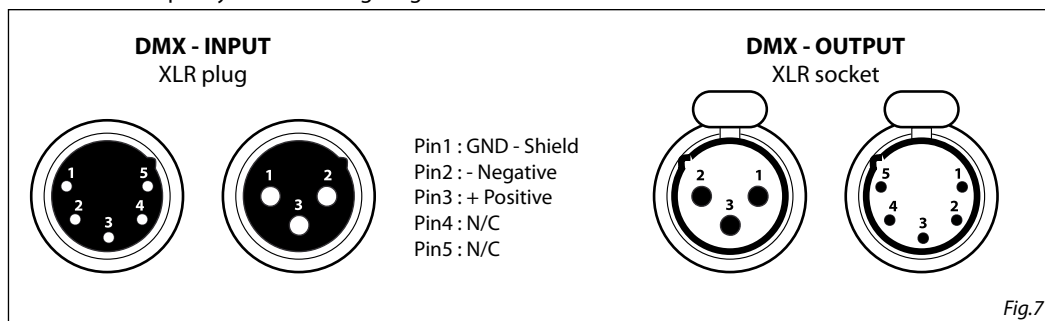 DMX - INPUT
XLR plug
1
5
2
4
3
1
2
3
Pin1 : GND - Shield
Pin2 : - Negative
Pin3 : + Positive
Pin4 : N/C
Pin5 : N/C
DMX - OUTPUT
XLR socket
2
1
3
5
1
4
2
3
Fig.7